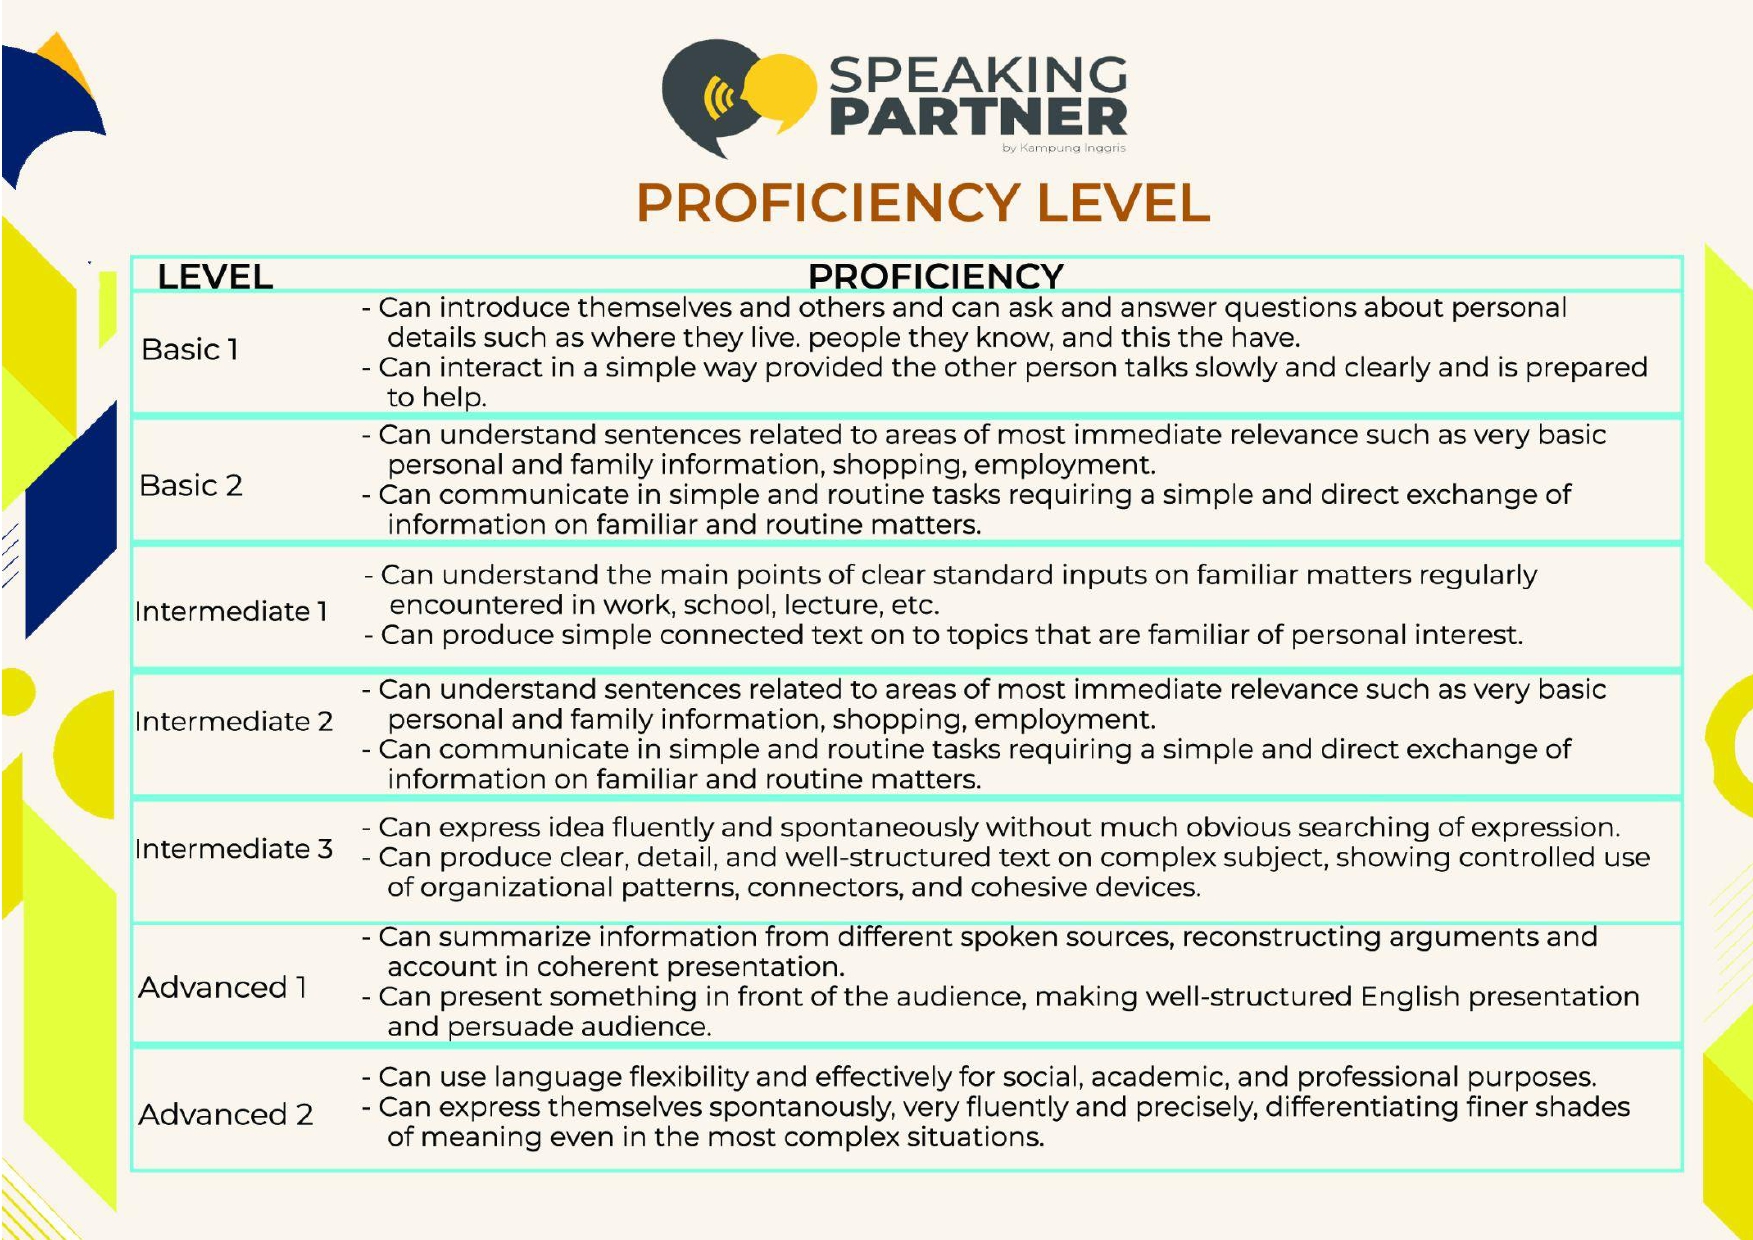 SPEAKING
PARTNER
by Kampung Inggris
PROFICIENCY LEVEL
LEVEL PROFICIENCY
Basic 1
- Can introduce themselves and others and can ask and answer questions about personal
details such as where they live. people they know, and this the have.
- Can interact in a simple way provided the other person talks slowly and clearly and is prepared
to help.
Basic 2
- Can understand sentences related to areas of most immediate relevance such as very basic
personal and family information, shopping, employment.
- Can communicate in simple and routine tasks requiring a simple and direct exchange of
information on familiar and routine matters.
Intermediate 1
- Can understand the main points of clear standard inputs on familiar matters regularly
encountered in work, school, lecture, etc.
- Can produce simple connected text on to topics that are familiar of personal interest.
Intermediate 2
- Can understand sentences related to areas of most immediate relevance such as very basic
personal and family information, shopping, employment.
- Can communicate in simple and routine tasks requiring a simple and direct exchange of
information on familiar and routine matters.
Intermediate 3
- Can express idea fluently and spontaneously without much obvious searching of expression.
- Can produce clear, detail, and well-structured text on complex subject, showing controlled use
of organizational patterns, connectors, and cohesive devices.
Advanced 1
- Can summarize information from different spoken sources, reconstructing arguments and
account in coherent presentation.
- Can present something in front of the audience, making well-structured English presentation
and persuade audience.
Advanced 2
- Can use language flexibility and effectively for social, academic, and professional purposes.
- Can express themselves spontanously, very fluently and precisely, differentiating finer shades
of meaning even in the most complex situations.